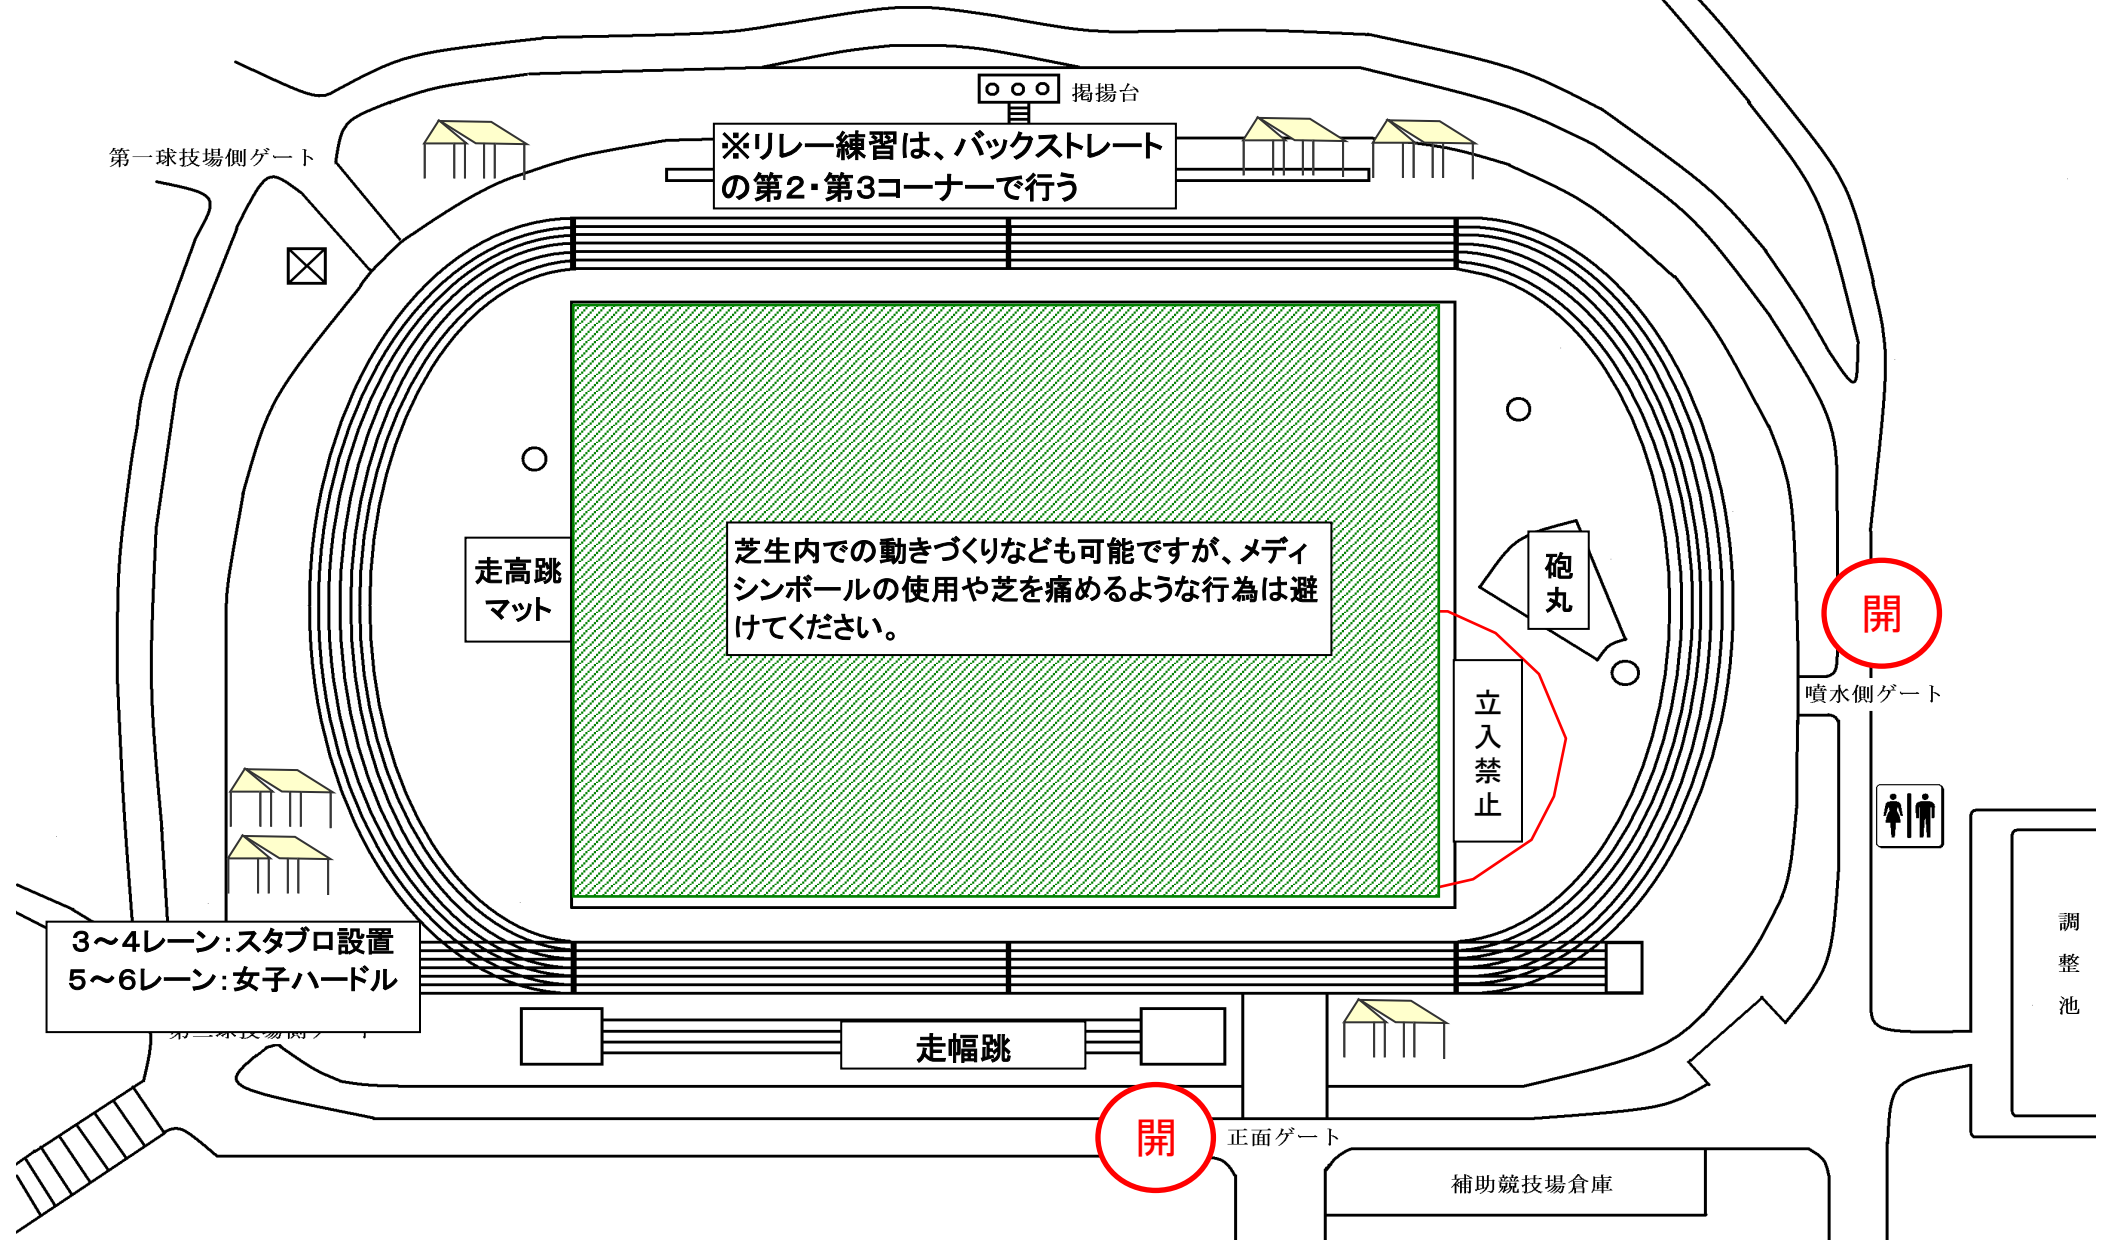 掲揚台
第一球技場側ゲート
※リレー練習は、バックストレート
の第2・第3コーナーで行う
走高跳
マット
芝生内での動きづくりなども可能ですが、メディ
シンボールの使用や芝を痛めるような行為は避
けてください。
砲
丸
開
噴水側ゲート
立
入
禁
止
3～4レーン：スタブロ設置
5～6レーン：女子ハードル
走幅跳
調
整
池
開
正面ゲート
補助競技場倉庫